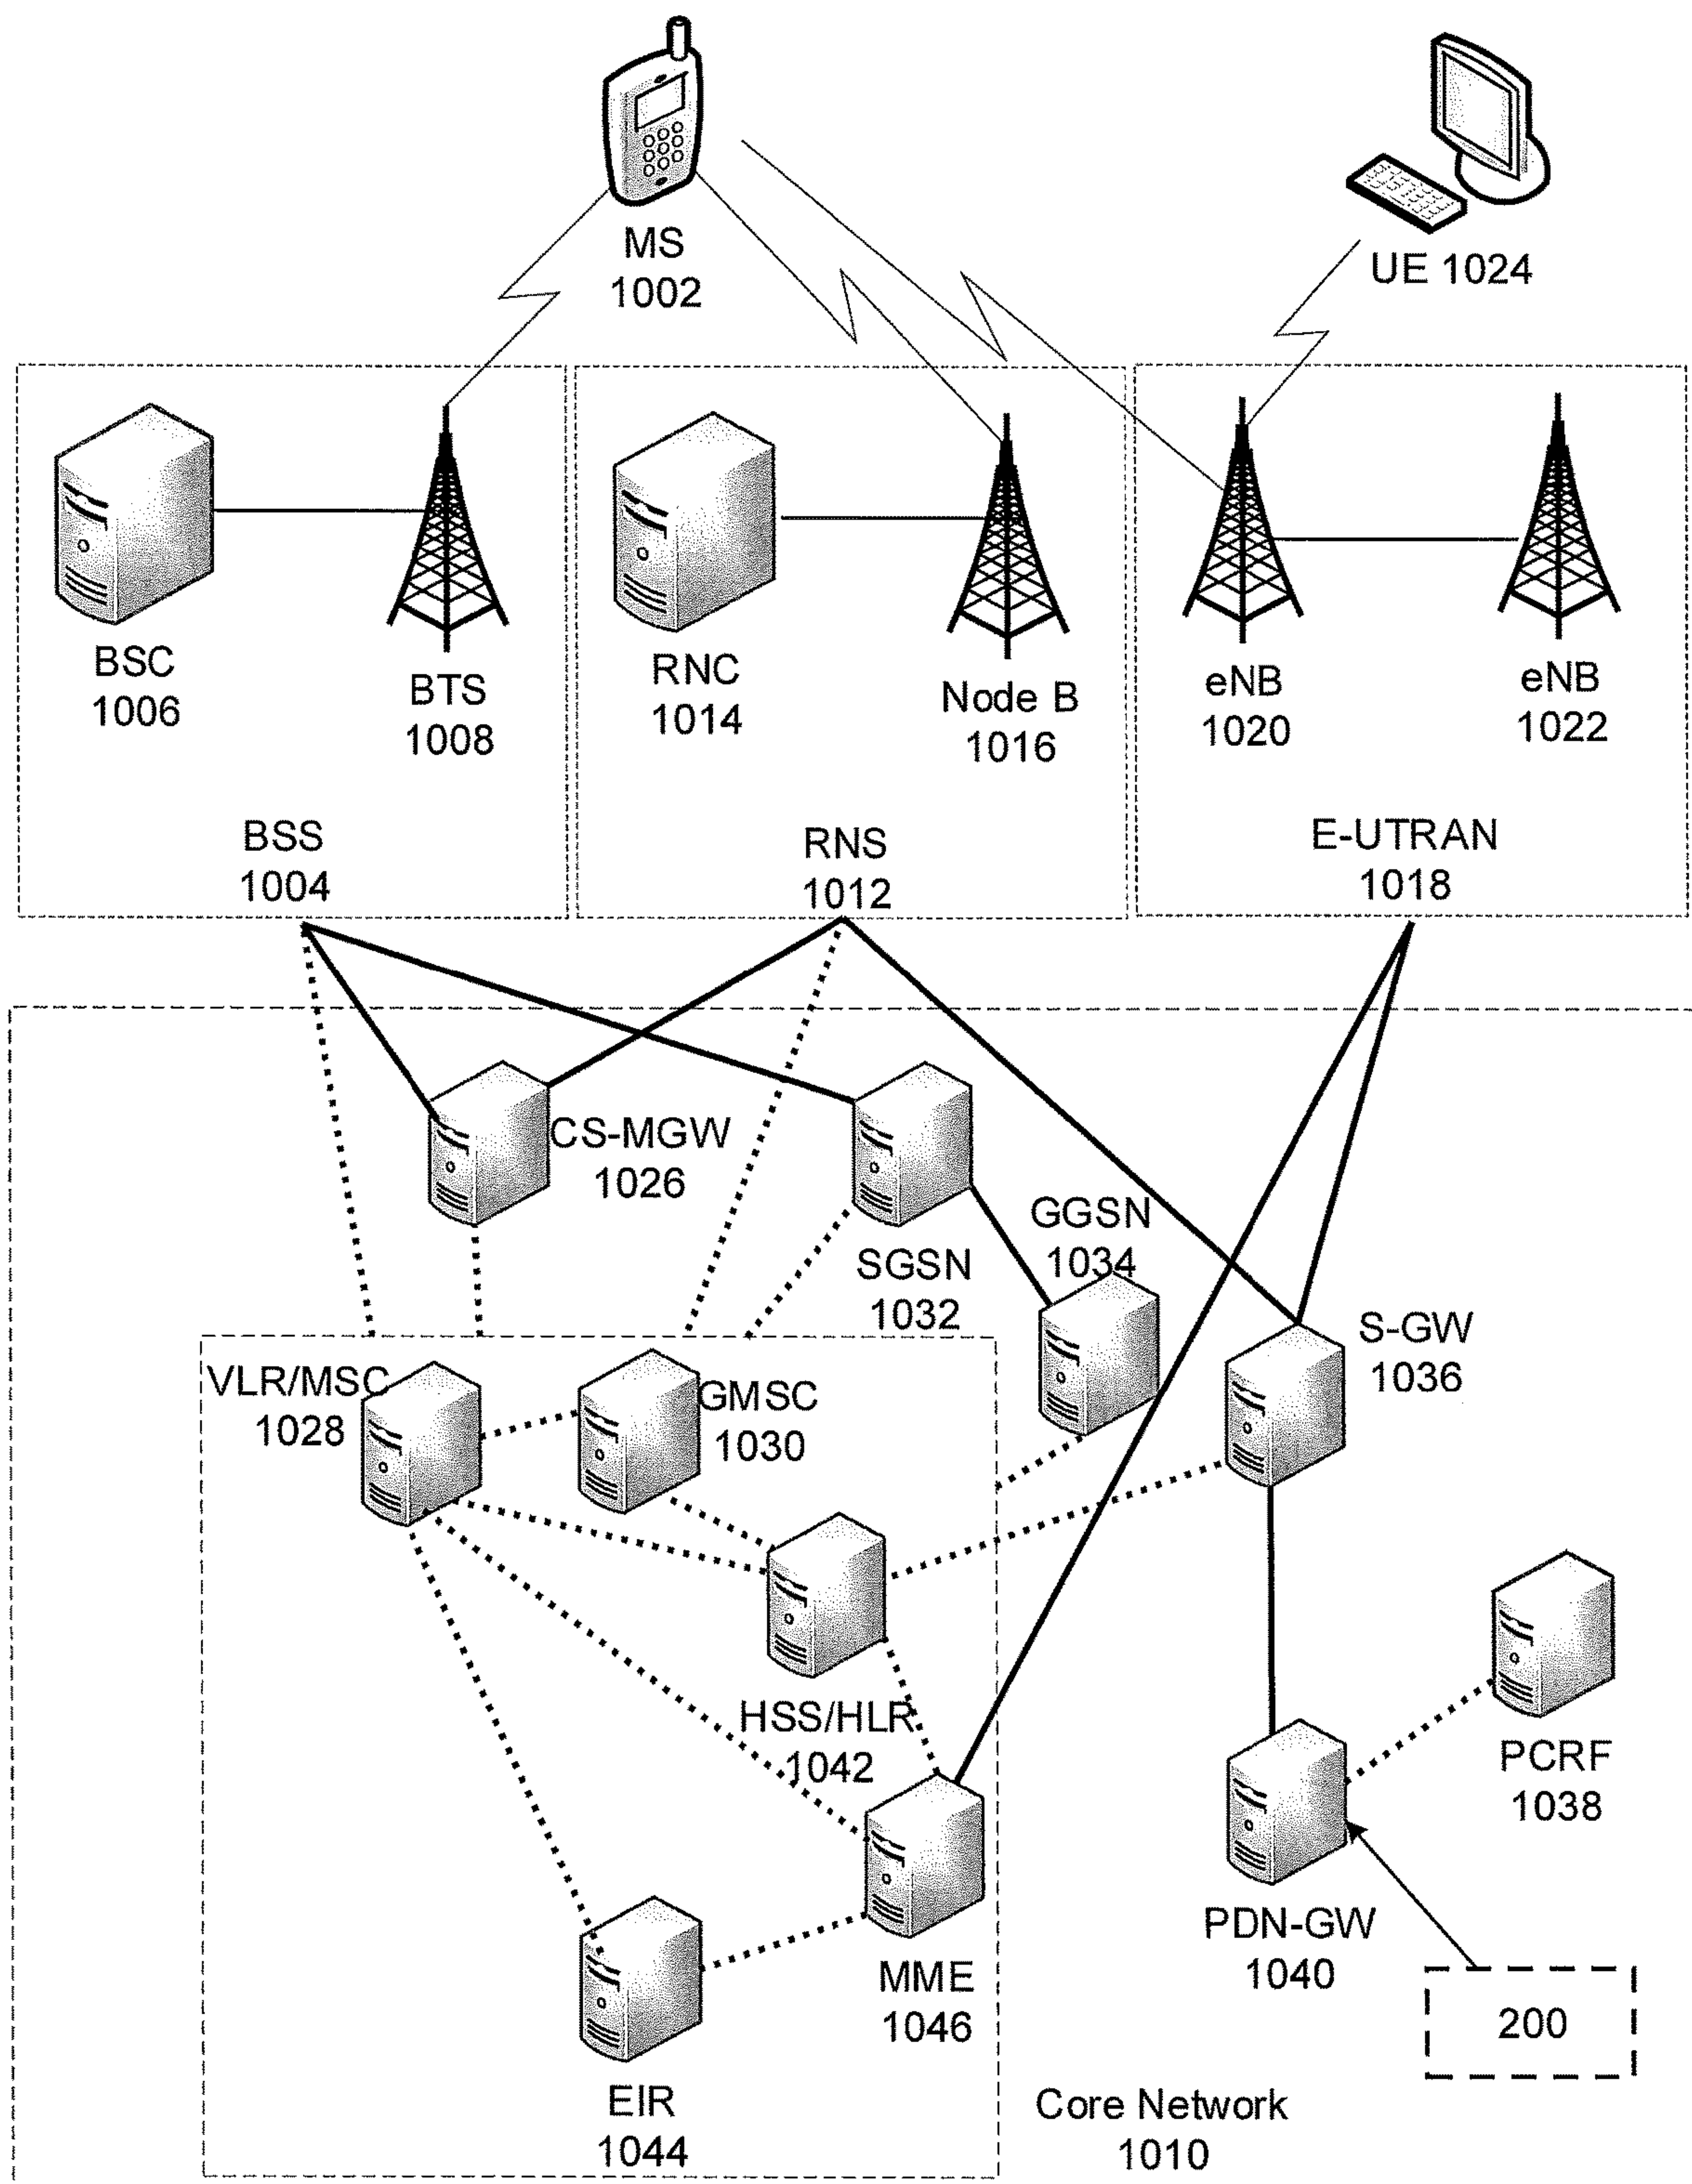 MS
1002
UE 1024
BSC
1006
BTS
1008
RNC
1014
Node B
1016
eNB
1020
eNB
1022
BSS
1004
RNS
1012
E-UTRAN
1018
CS-MGW
1026
SGSN
1032
GGSN
1034
S-GW
1036
VLR/MSC
1028
GMSC
1030
HSS/HLR
1042
PCRF
1038
PDN-GW
1040
MME
1046
200
EIR
1044
Core Network
1010